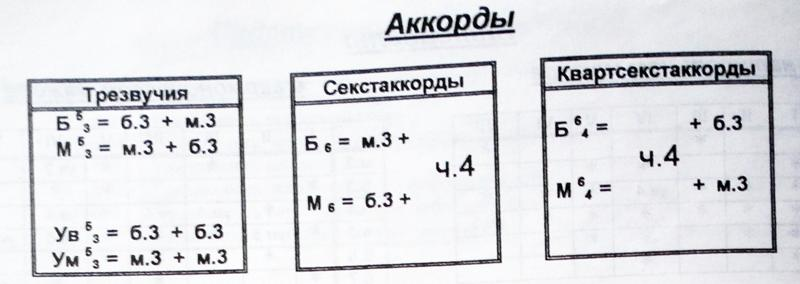 Аккорды
Трезвучия
Б 5 3 = б.3 + м.3
М 5 3 = м.3 + б.3
Ув 5 3 = б.3 + б.3
Ум 5 3 = м.3 + м.3
Секстаккорды
Б 6 = м.3 +
ч.4
М 6 = б.3 +
Квартсекстаккорды
Б 6 4 = + б.3
ч.4
М 6 4 = + м.3